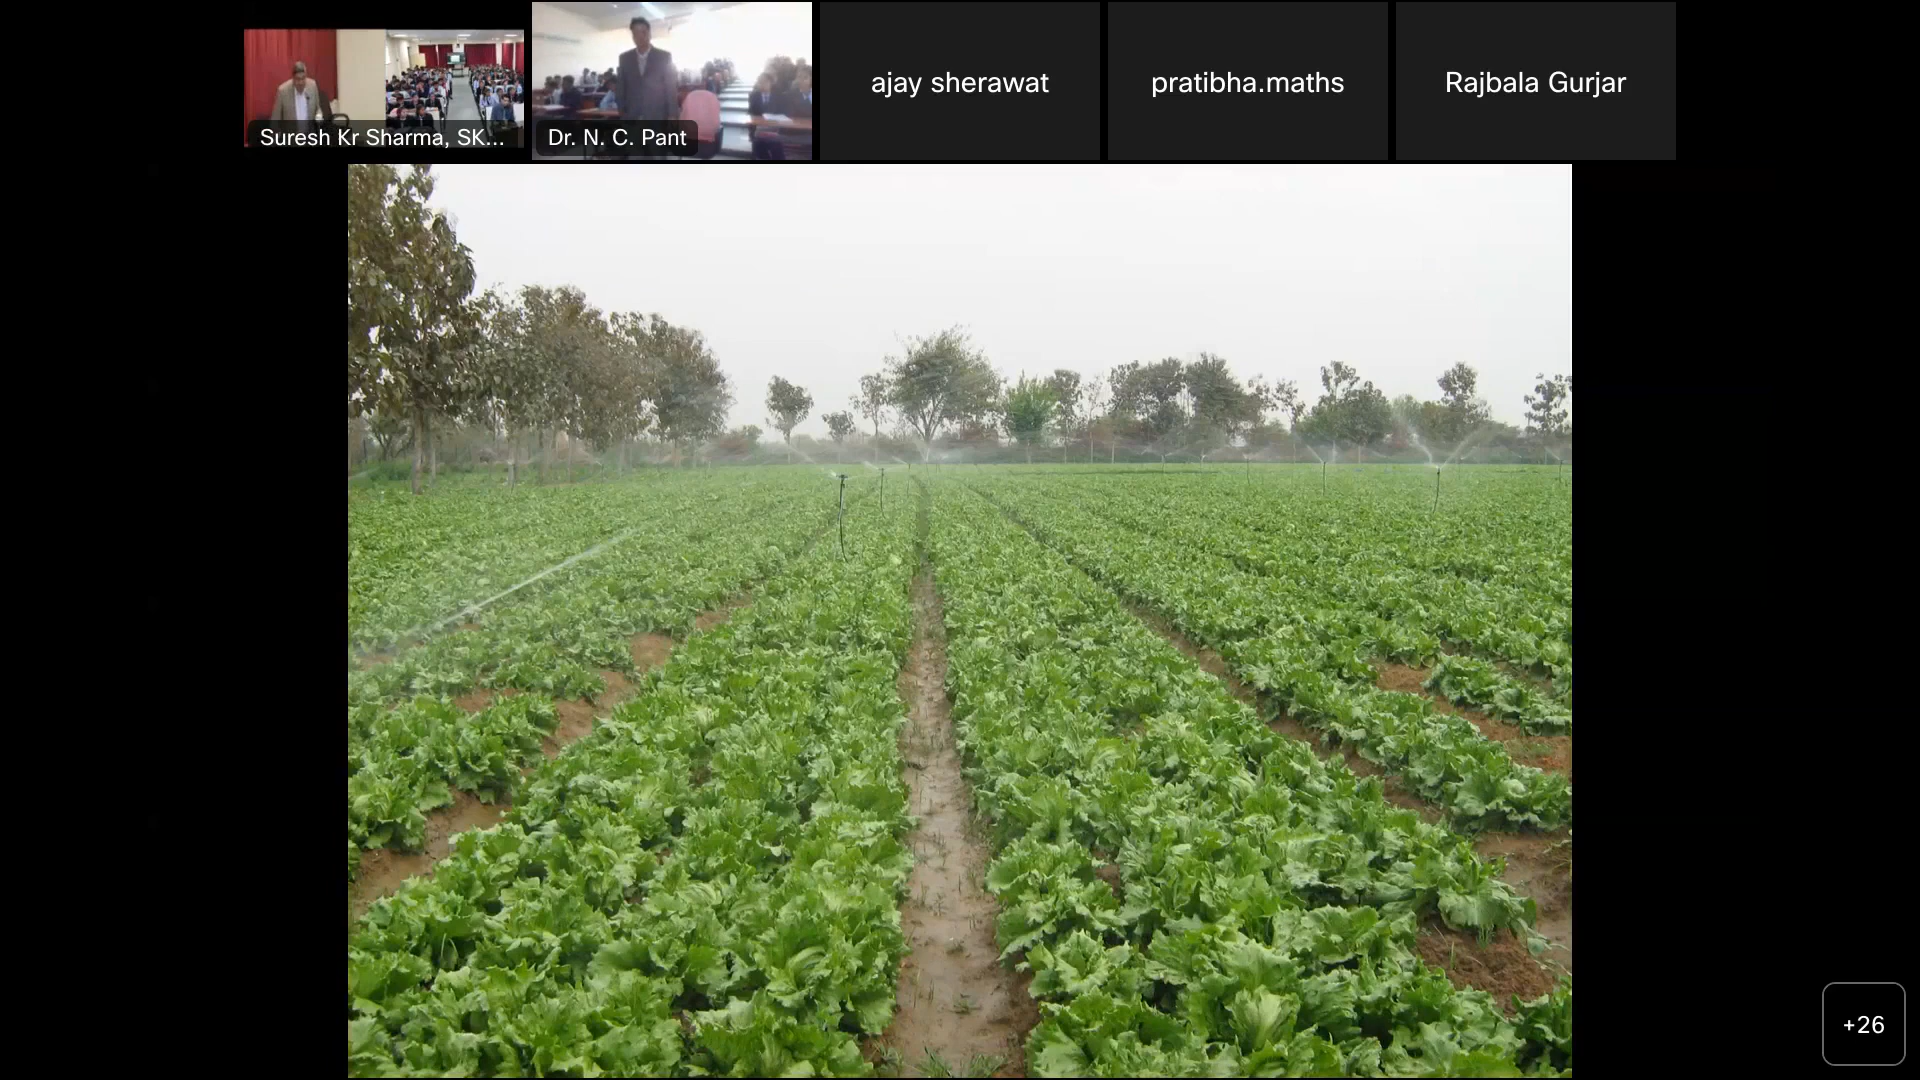 Suresh Kr Sharma, SK...
Dr. N. C. Pant
ajay sherawat
pratibha.maths
Rajbala Gurjar
+26